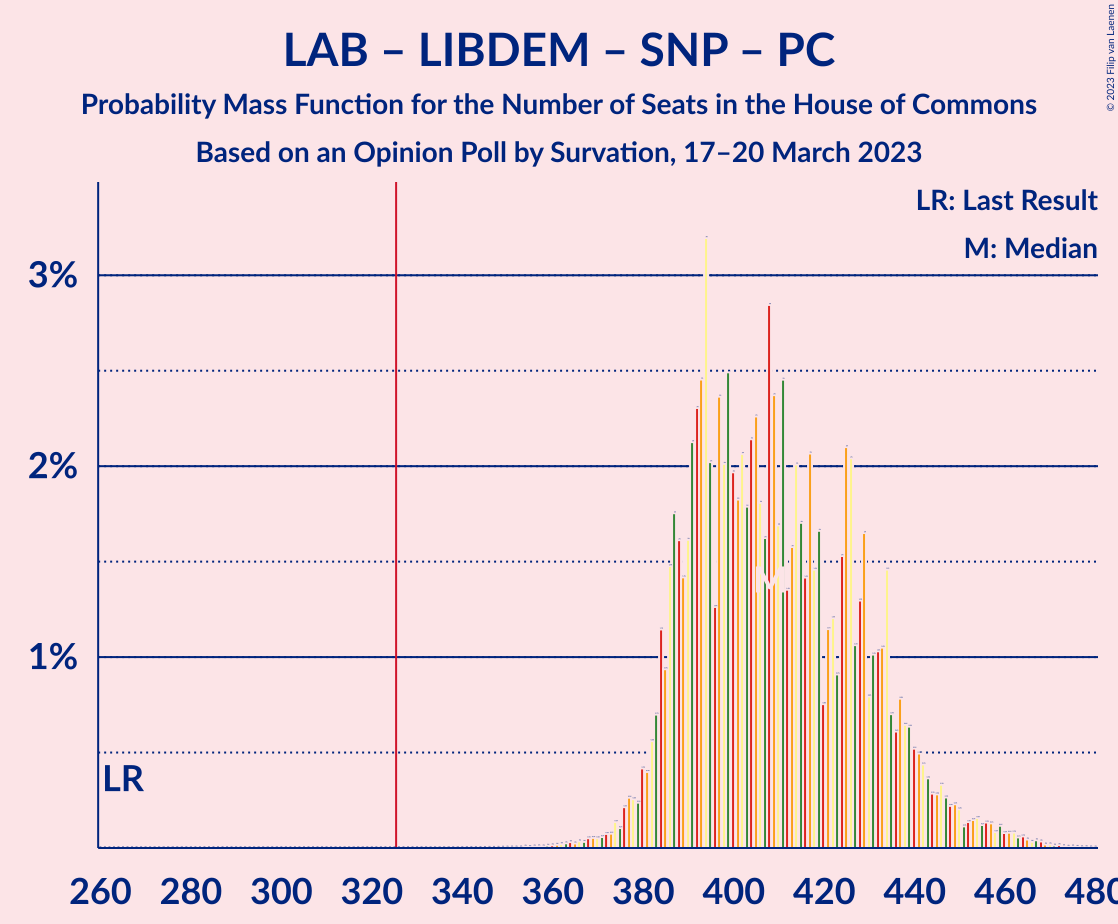 LAB – LIBDEM – SNP – PC
Probability Mass Function for the Number of Seats in the House of Commons
Based on an Opinion Poll by Survation, 17–20 March 2023
© 2023 Filip van Laenen
LR: Last Result
M: Median
3%
2%
1%
LR
M
260 280 300 320 340 360 380 400 420 440 460 480